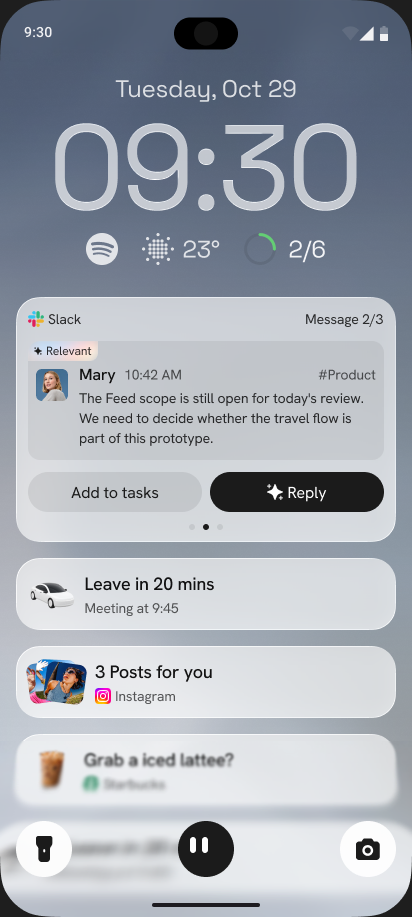 9:30
Tuesday, Oct 29
09:30
23° 2/6
Slack Message 2/3
Relevant
Mary 10:42 AM #Product
The Feed scope is still open for today's review.
We need to decide whether the travel flow is
part of this prototype.
Add to tasks Reply
Leave in 20 mins
Meeting at 9:45
3 Posts for you
Instagram
Grab a iced lattee?
Starbucks